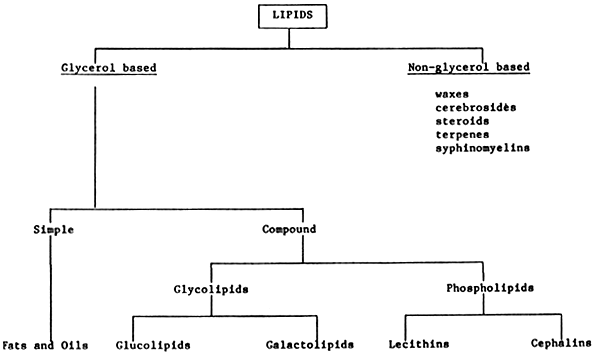 LIPIDS
Glycerol based
Non-glycerol based
waxes
cerebrosides
steroids
terpenes
syphinomyelins
Simple
Compound
Glycolipids
Phospholipids
Fats and Oils
Glucolipids
Galactolipids
Lecithins
Cephalins